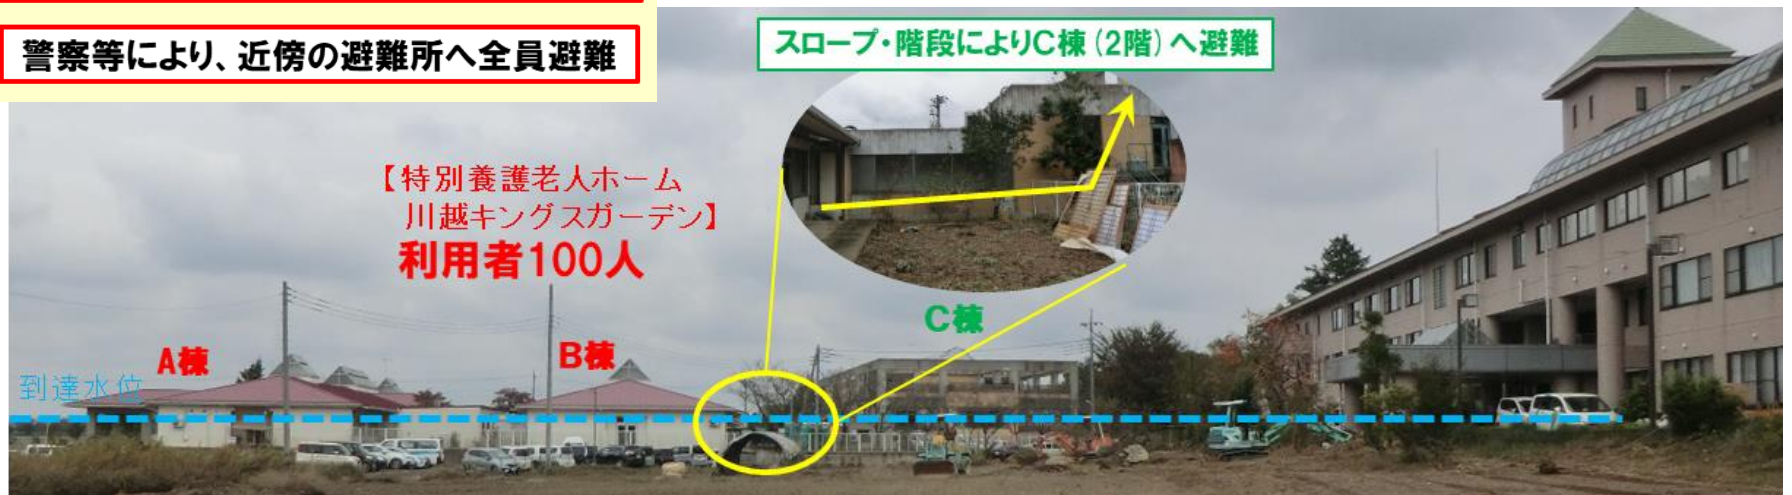 警察等により、近傍の避難所へ全員避難
スロープ・階段によりC棟(2階)へ避難
【特別養護老人ホーム
川越キングスガーデン】
利用者100人
C棟
A棟
B棟
到達水位